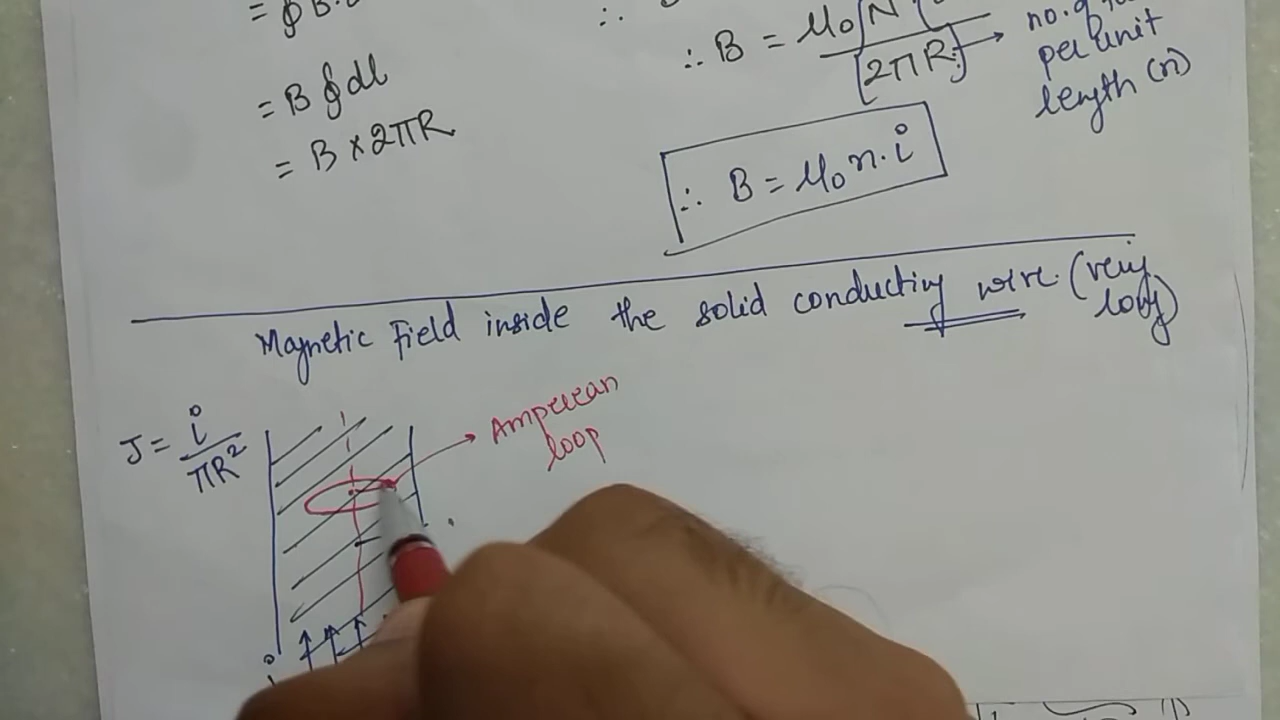 = ∮B.
= B ∮dl
= B × 2πR
∴
∴ B = μ₀[N
[2πR]
no. of
per unit
length (n)
∴ B = μ₀n.i
Magnetic Field inside the solid conducting wire. (very
long)
J = i
πR²
Amperean
loop
i